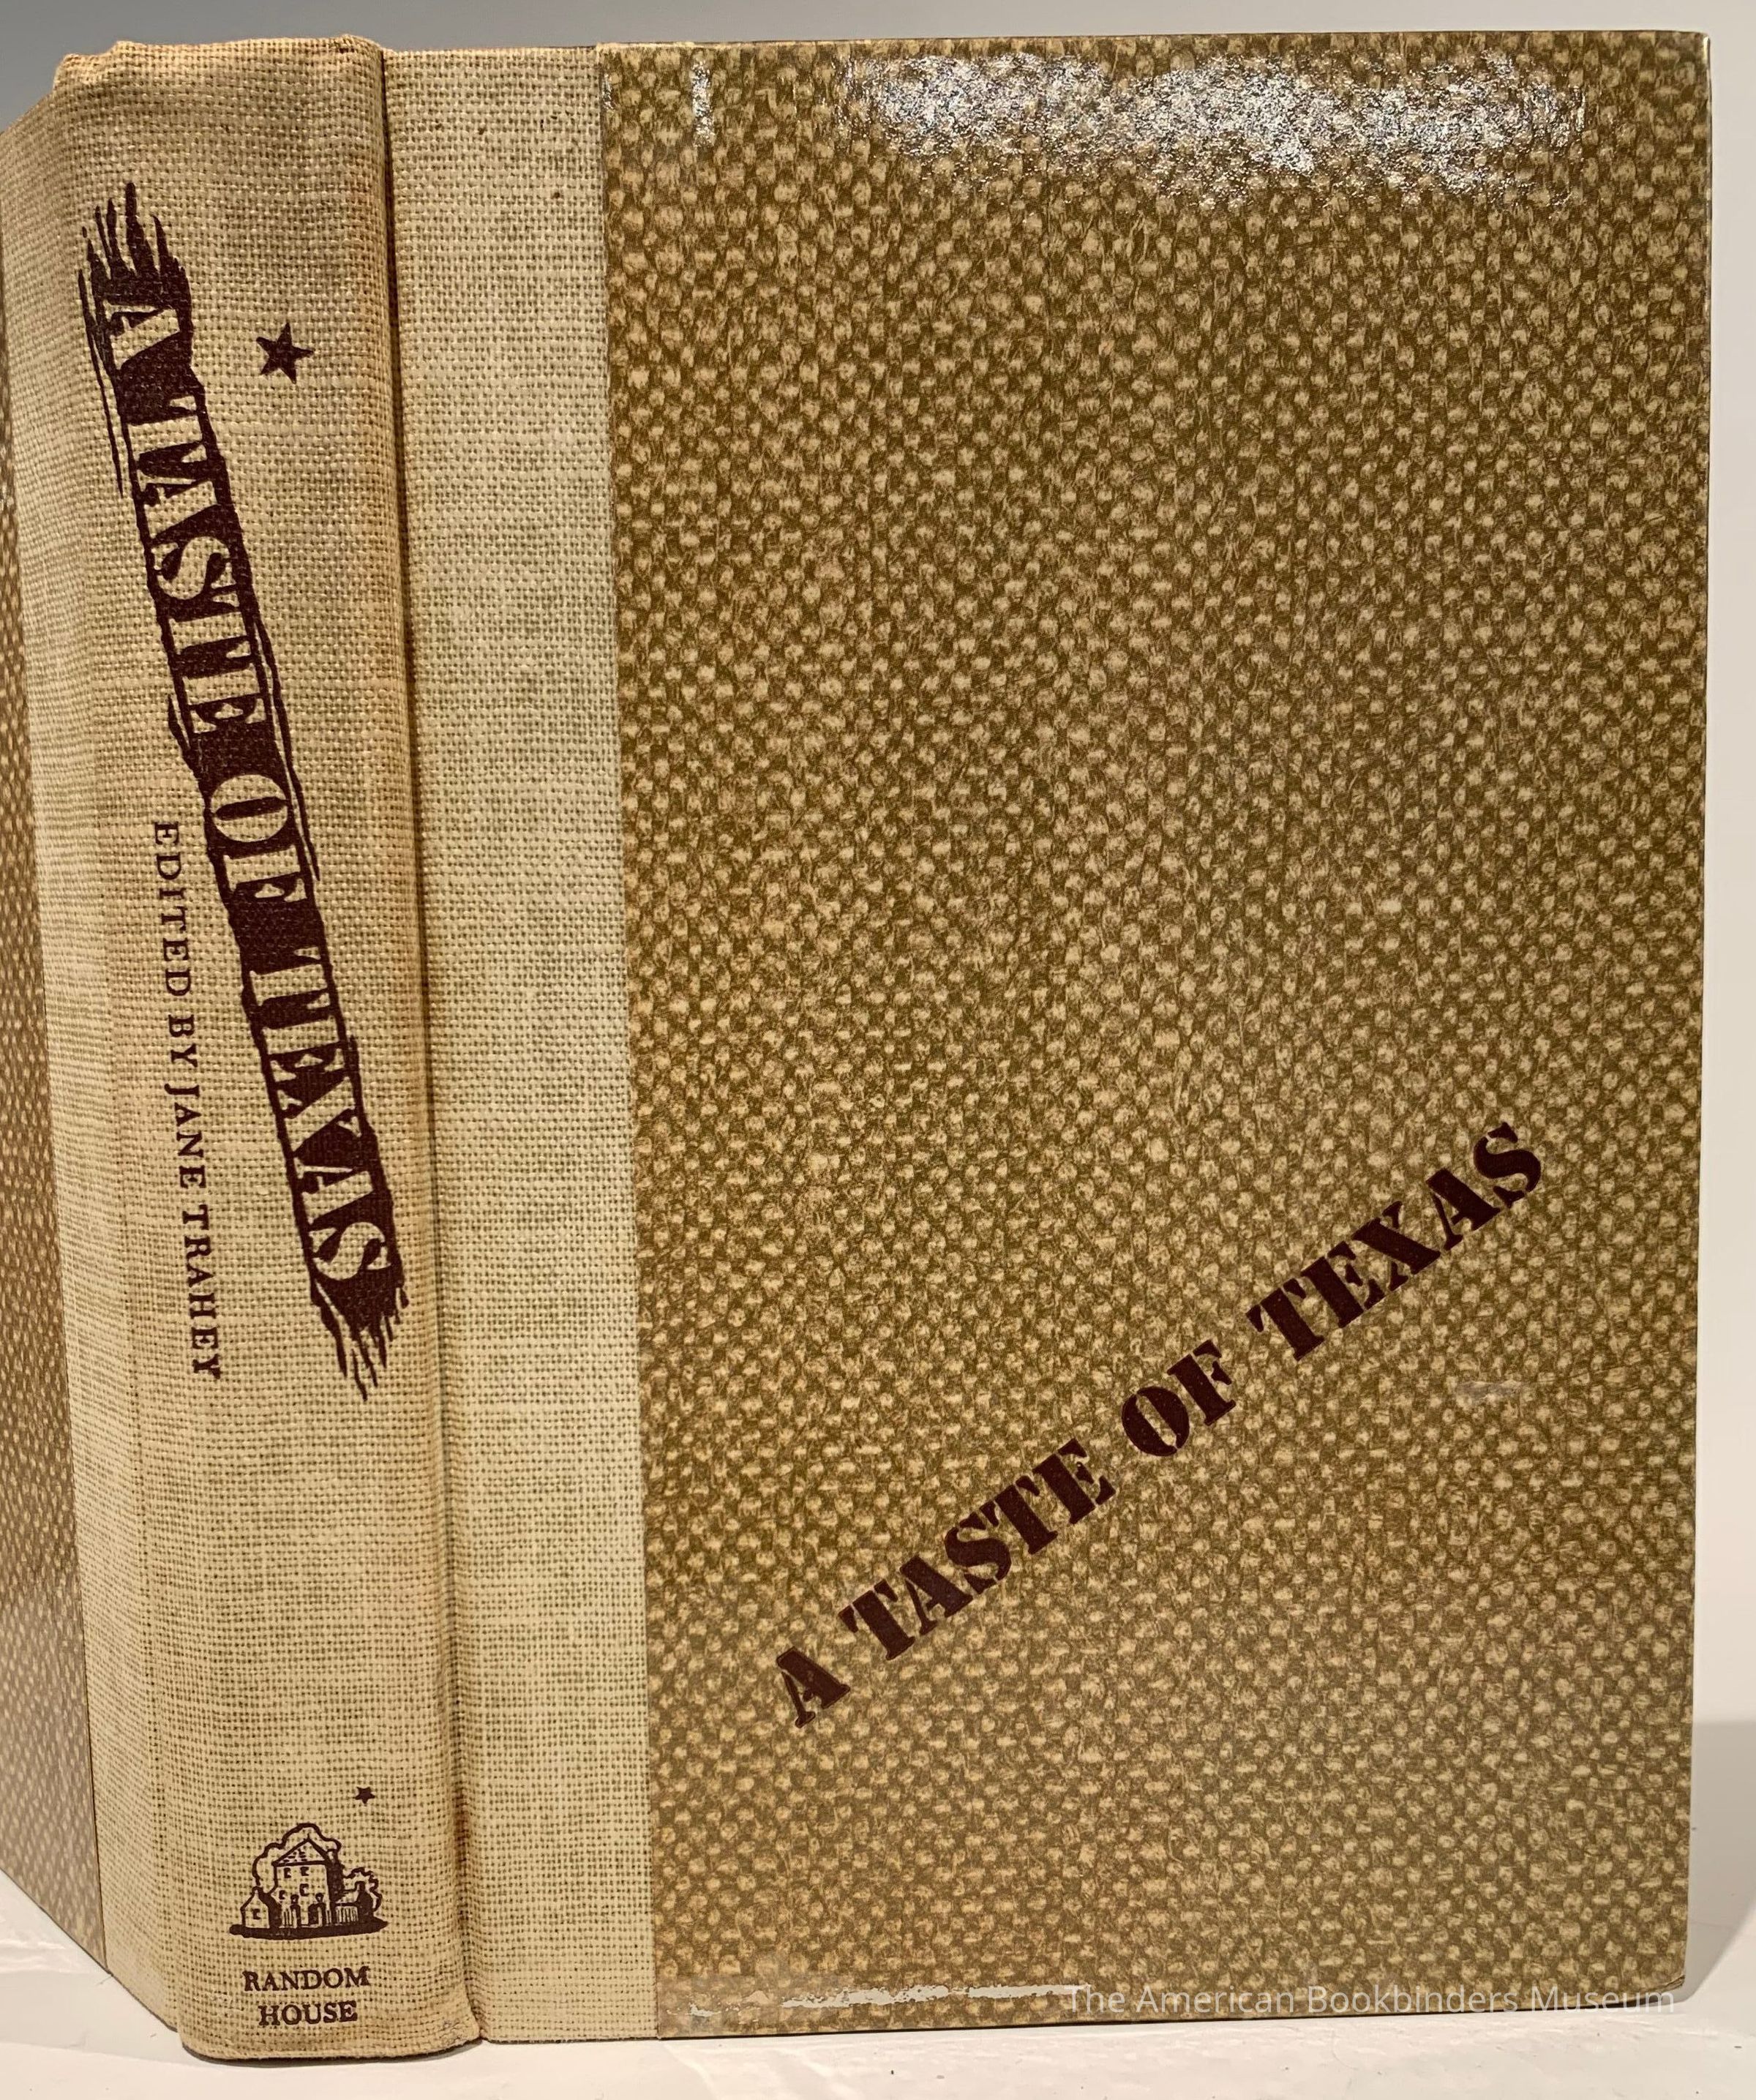 A TASTE OF TEXAS
EDITED BY JANE TRAHEY
RANDOM
HOUSE
A TASTE OF TEXAS
The American Bookbinders Museum